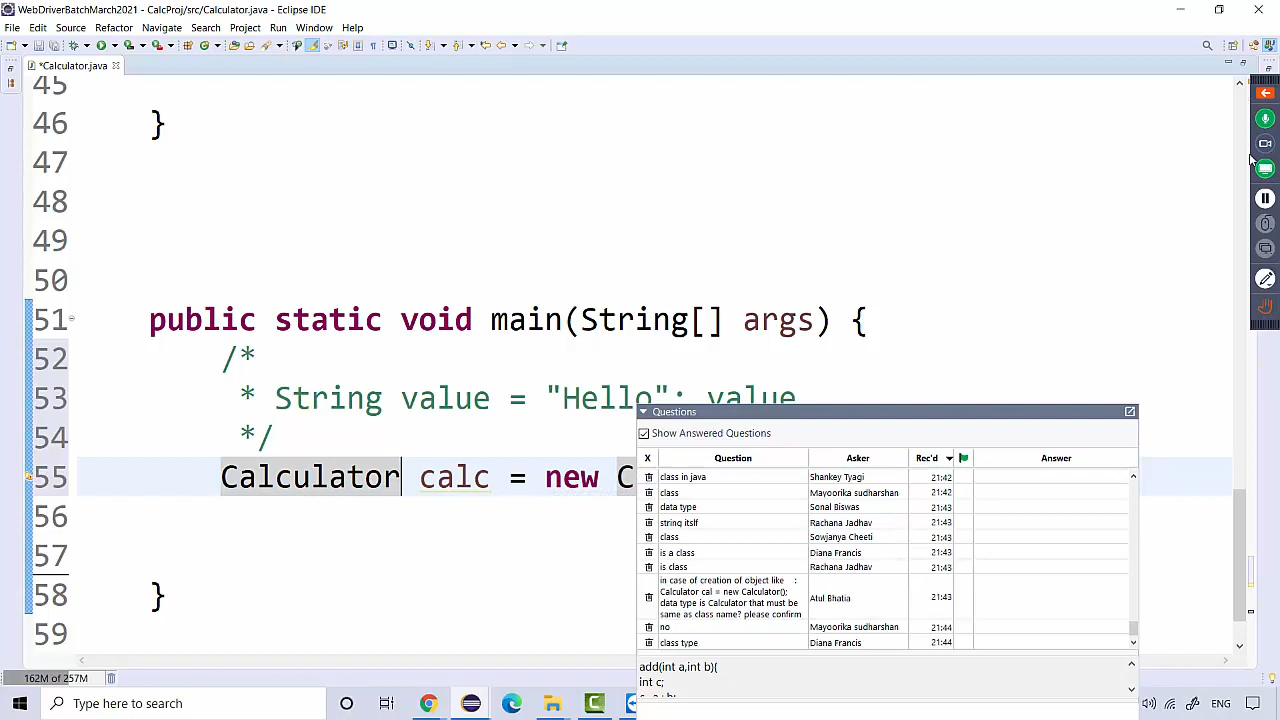 WebDriverBatchMarch2021 - CalcProj/src/Calculator.java - Eclipse IDE
File Edit Source Refactor Navigate Search Project Run Window Help
*Calculator.java
45
46 }
47
48
49
50
51 public static void main(String[] args) {
52 /*
53 * String value = "Hello"; value
54 */
55 Calculator calc = new C
56
57
58 }
59
Questions
Show Answered Questions
X Question Asker Rec'd Answer
class in java Shankey Tyagi 21:42
class Mayoorika sudharshan 21:42
data type Sonal Biswas 21:43
string itslf Rachana Jadhav 21:43
class Sowjanya Cheeti 21:43
is a class Diana Francis 21:43
is class Rachana Jadhav 21:43
in case of creation of object like :
Calculator cal = new Calculator();
data type is Calculator that must be
same as class name? please confirm
Atul Bhatia 21:43
no Mayoorika sudharshan 21:44
class type Diana Francis 21:44
add(int a,int b){
int c;
162M of 257M
Type here to search
ENG